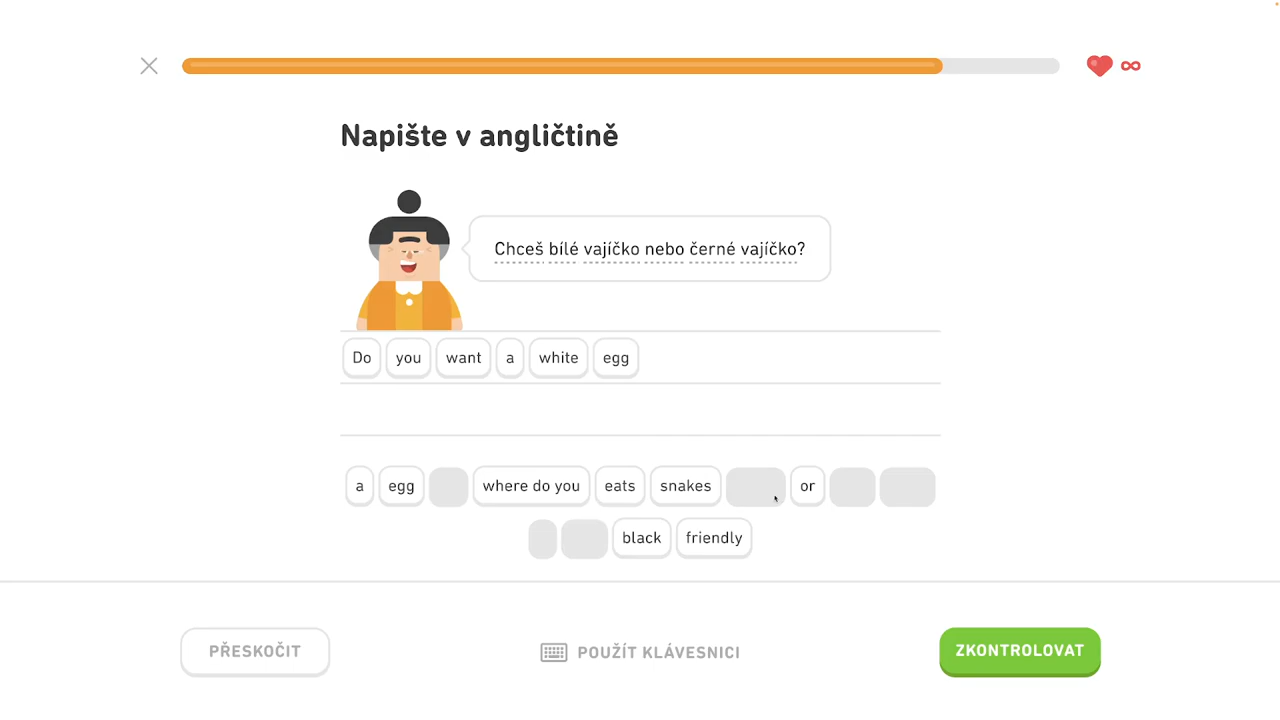 Napište v angličtině
Chceš bílé vajíčko nebo černé vajíčko?
Do you want a white egg
a egg where do you eats snakes or
black friendly
PŘESKOČIT POUŽÍT KLÁVESNICI ZKONTROLOVAT